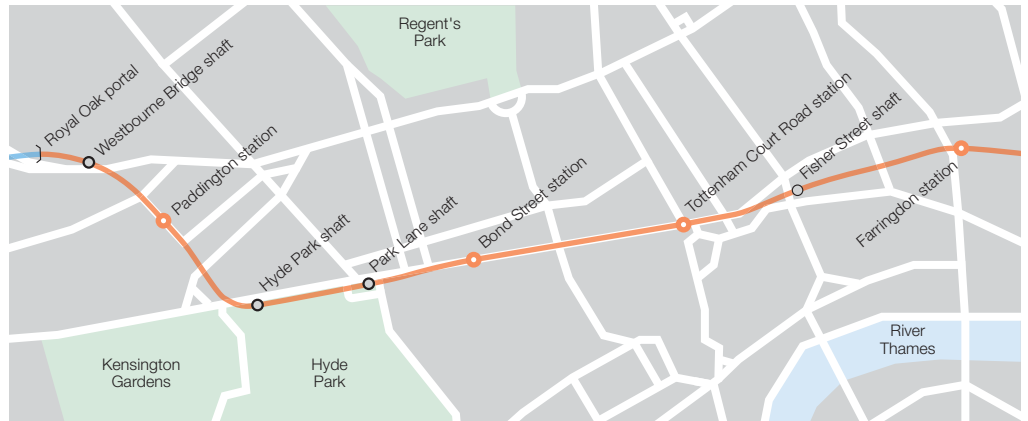 Regent's
Park
Royal Oak portal
Westbourne Bridge shaft
Paddington station
Hyde Park shaft
Park Lane shaft
Bond Street station
Tottenham Court Road station
Fisher Street shaft
Farringdon station
Kensington
Gardens
Hyde
Park
River
Thames